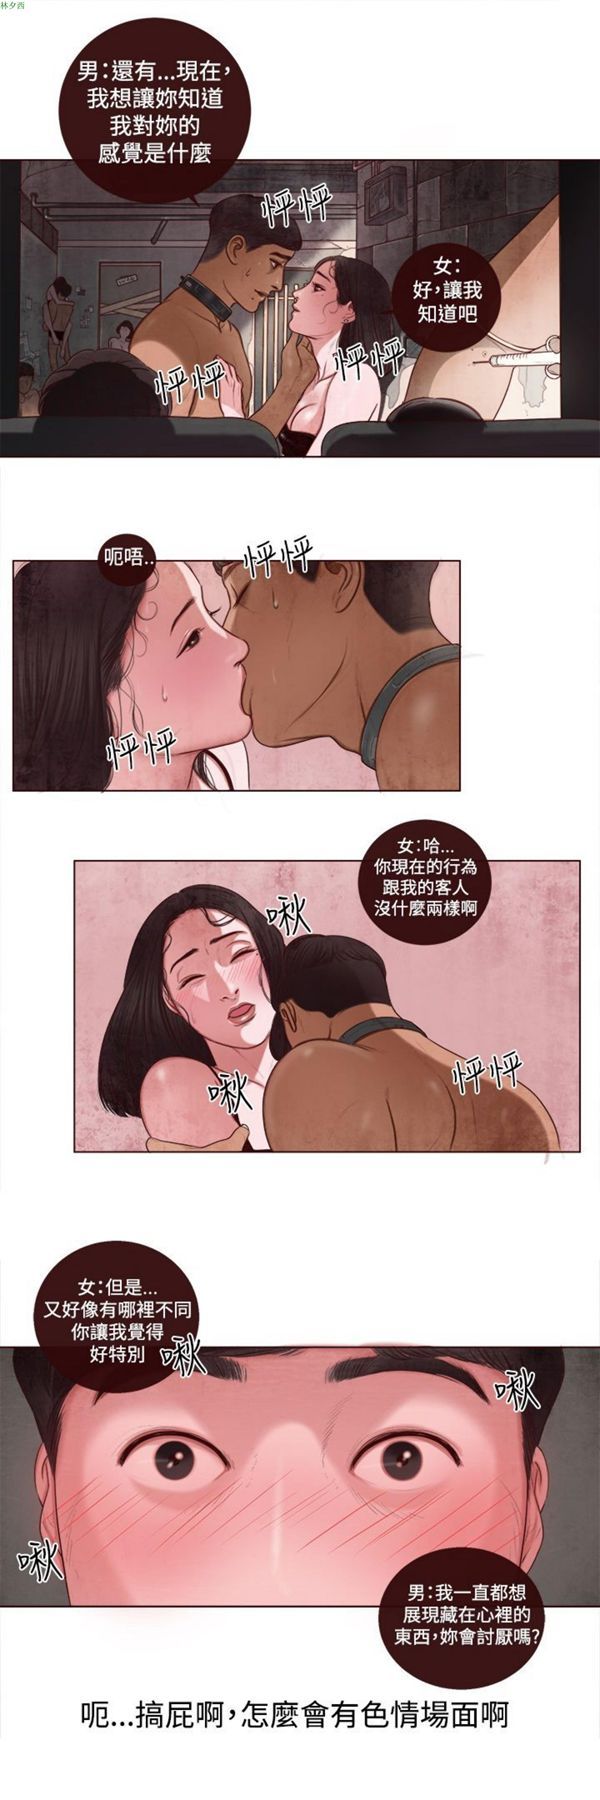 林夕西
男：還有...現在，
我想讓妳知道
我對妳的
感覺是什麼
怦怦
女：
好，讓我
知道吧
怦怦
怦怦
呃唔..
怦怦
怦怦
女：哈...
你現在的行為
跟我的客人
沒什麼兩樣啊
啾
啾
怦怦
女：但是...
又好像有哪裡不同
你讓我覺得
好特別
啾
啾
啾
男：我一直都想
展現藏在心裡的
東西，妳會討厭嗎？
呃...搞屁啊，怎麼會有色情場面啊